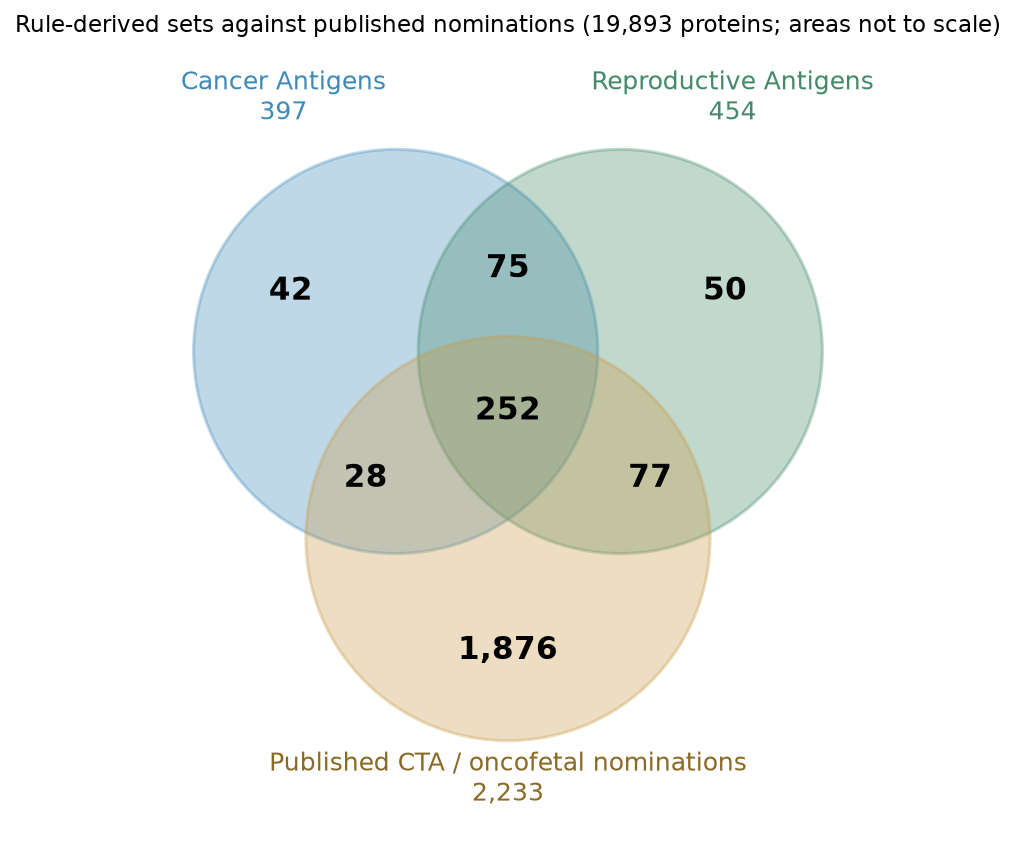 Rule-derived sets against published nominations (19,893 proteins; areas not to scale)
Cancer Antigens
397
Reproductive Antigens
454
75
42
50
252
28
77
1,876
Published CTA / oncofetal nominations
2,233